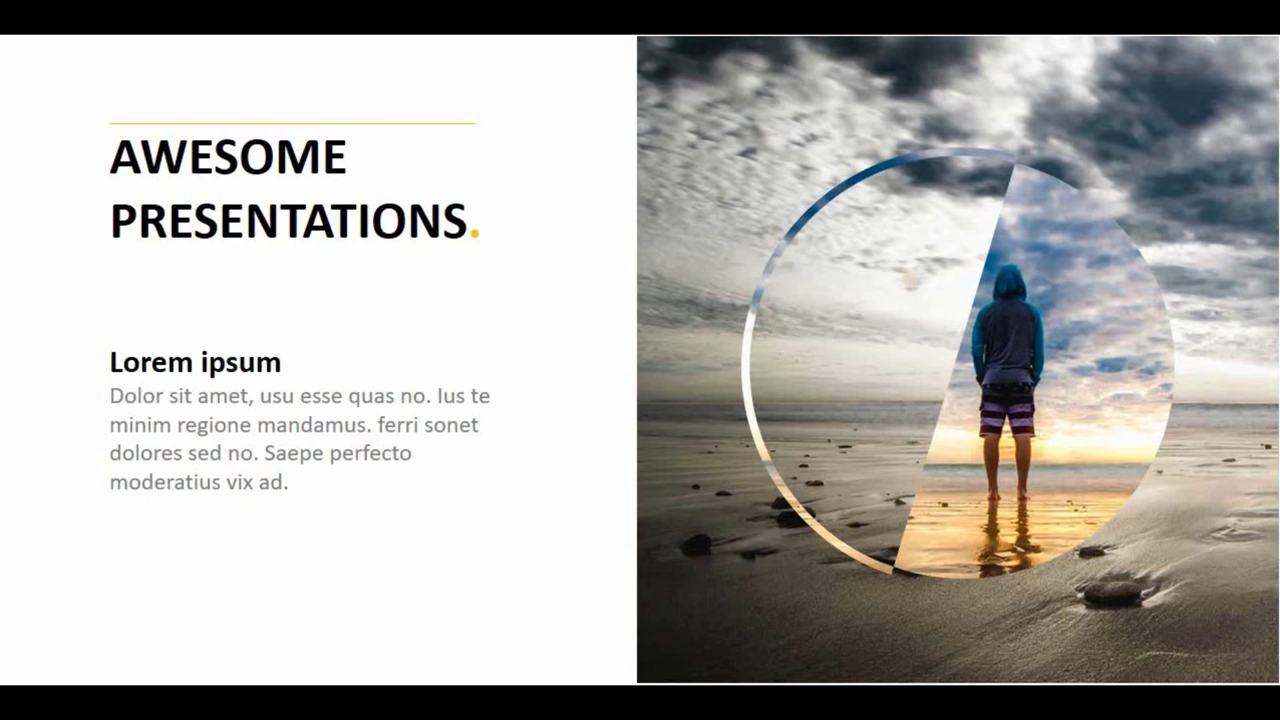 AWESOME
PRESENTATIONS.
Lorem ipsum
Dolor sit amet, usu esse quas no. Ius te
minim regione mandamus. ferri sonet
dolores sed no. Saepe perfecto
moderatius vix ad.